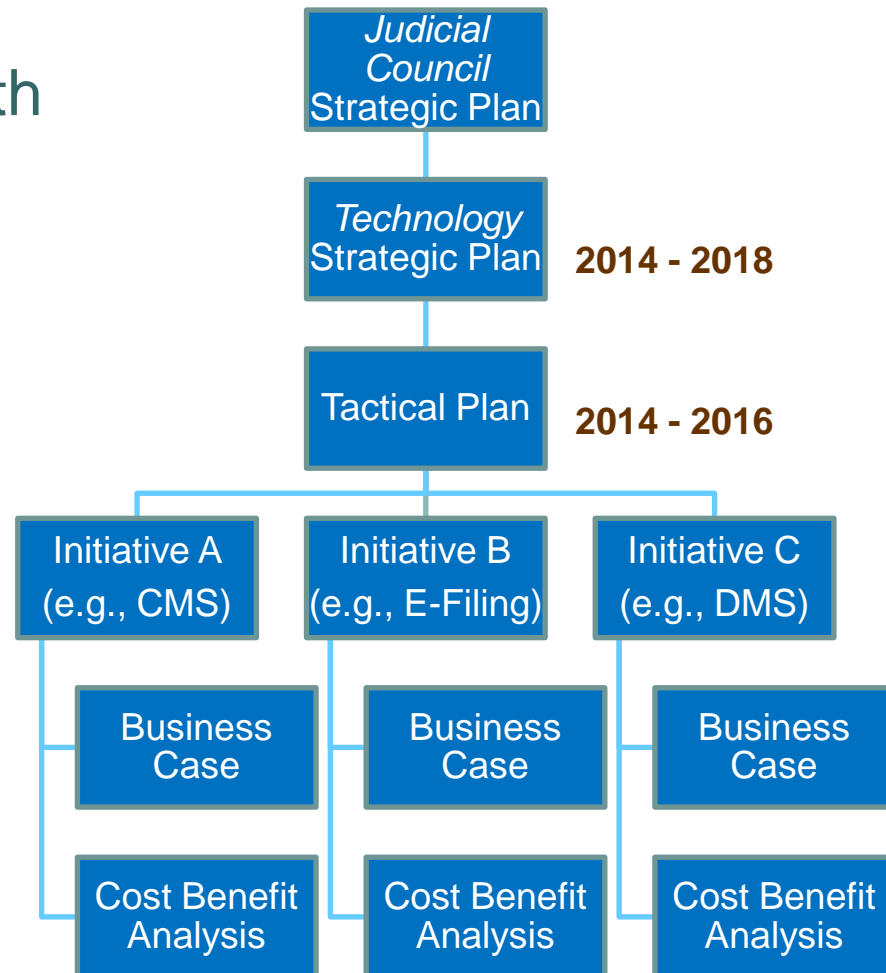 th
Judicial
Council
Strategic Plan
Technology
Strategic Plan
2014 - 2018
Tactical Plan
2014 - 2016
Initiative A
(e.g., CMS)
Initiative B
(e.g., E-Filing)
Initiative C
(e.g., DMS)
Business
Case
Business
Case
Business
Case
Cost Benefit
Analysis
Cost Benefit
Analysis
Cost Benefit
Analysis